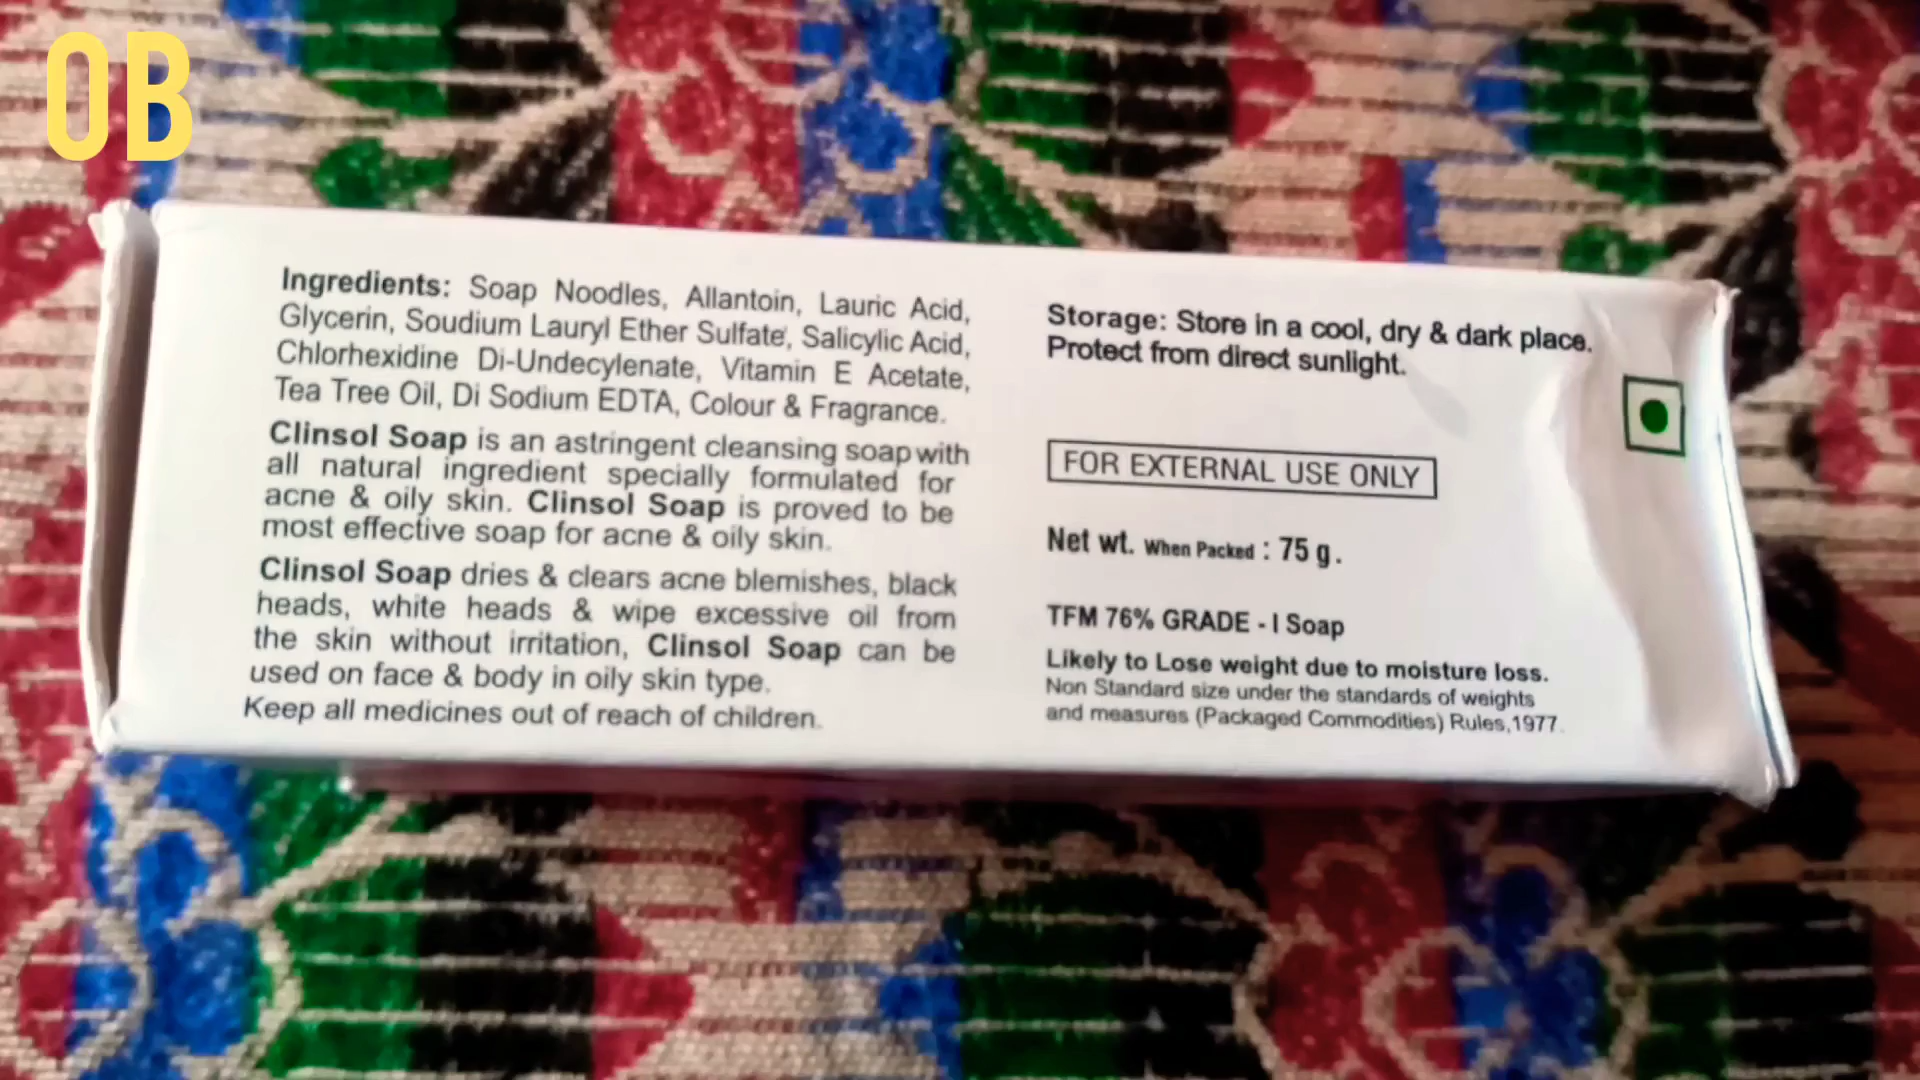 OB
Ingredients: Soap Noodles, Allantoin, Lauric Acid,
Glycerin, Soudium Lauryl Ether Sulfate, Salicylic Acid,
Chlorhexidine Di-Undecylenate, Vitamin E Acetate,
Tea Tree Oil, Di Sodium EDTA, Colour & Fragrance.
Clinsol Soap is an astringent cleansing soap with
all natural ingredient specially formulated for
acne & oily skin. Clinsol Soap is proved to be
most effective soap for acne & oily skin.
Clinsol Soap dries & clears acne blemishes, black
heads, white heads & wipe excessive oil from
the skin without irritation, Clinsol Soap can be
used on face & body in oily skin type.
Keep all medicines out of reach of children.
Storage: Store in a cool, dry & dark place.
Protect from direct sunlight.
FOR EXTERNAL USE ONLY
Net wt. When Packed : 75 g.
TFM 76% GRADE - I Soap
Likely to Lose weight due to moisture loss.
Non Standard size under the standards of weights
and measures (Packaged Commodities) Rules,1977.